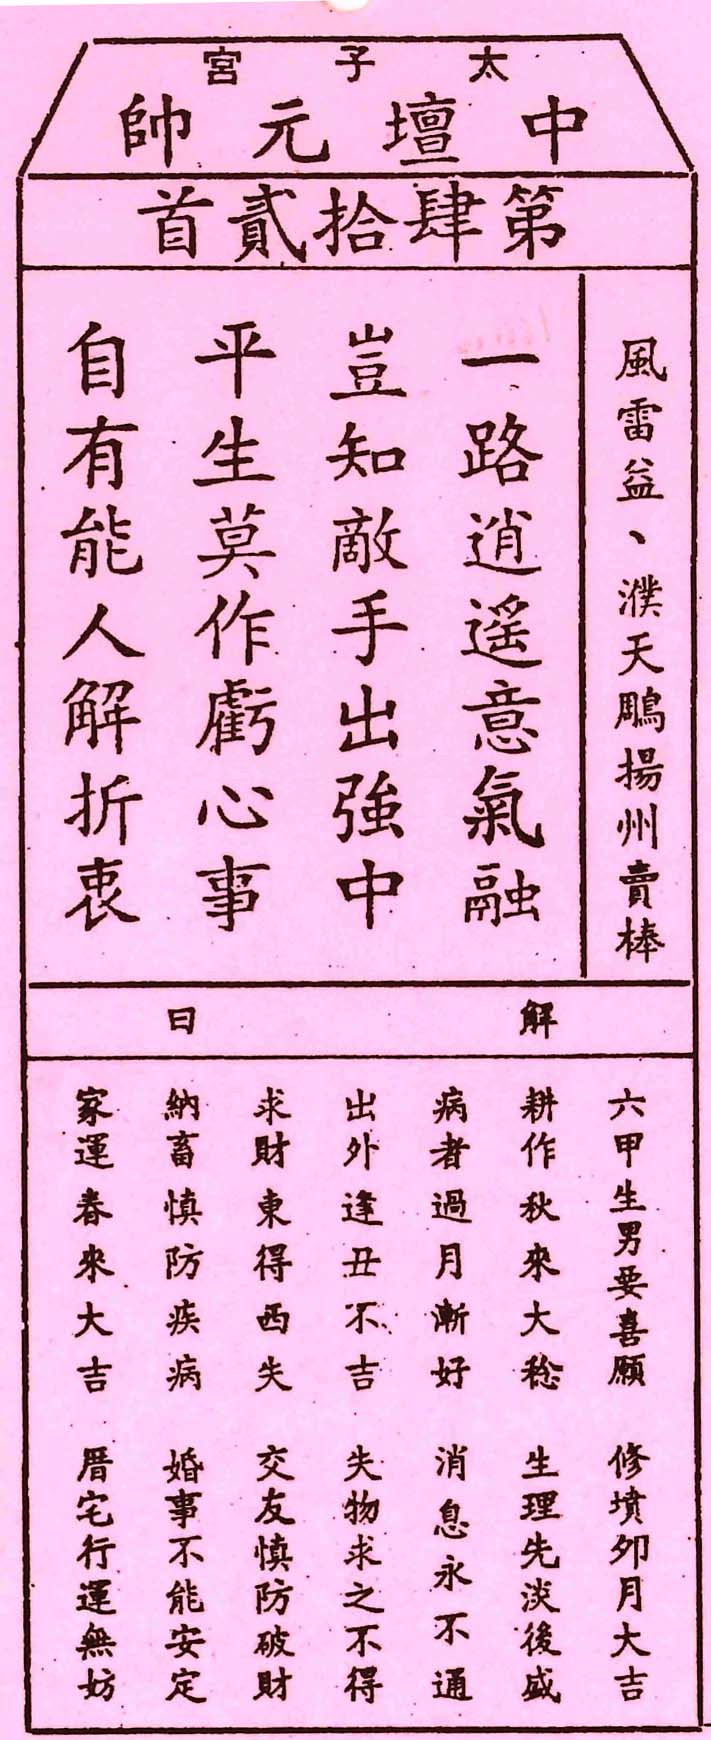 太子宮
中壇元帥
第肆拾貳首
風雷益、濮天鵰揚州賣棒
一路逍遥意氣融
豈知敵手出強中
平生莫作虧心事
自有能人解折衷
解曰
六甲生男要喜願
修墳卯月大吉
耕作秋來大稔
生理先淡後盛
病者過月漸好
消息永不通
出外逢丑不吉
失物求之不得
求財東得西失
交友慎防破財
納畜慎防疾病
婚事不能安定
家運春來大吉
厝宅行運無妨